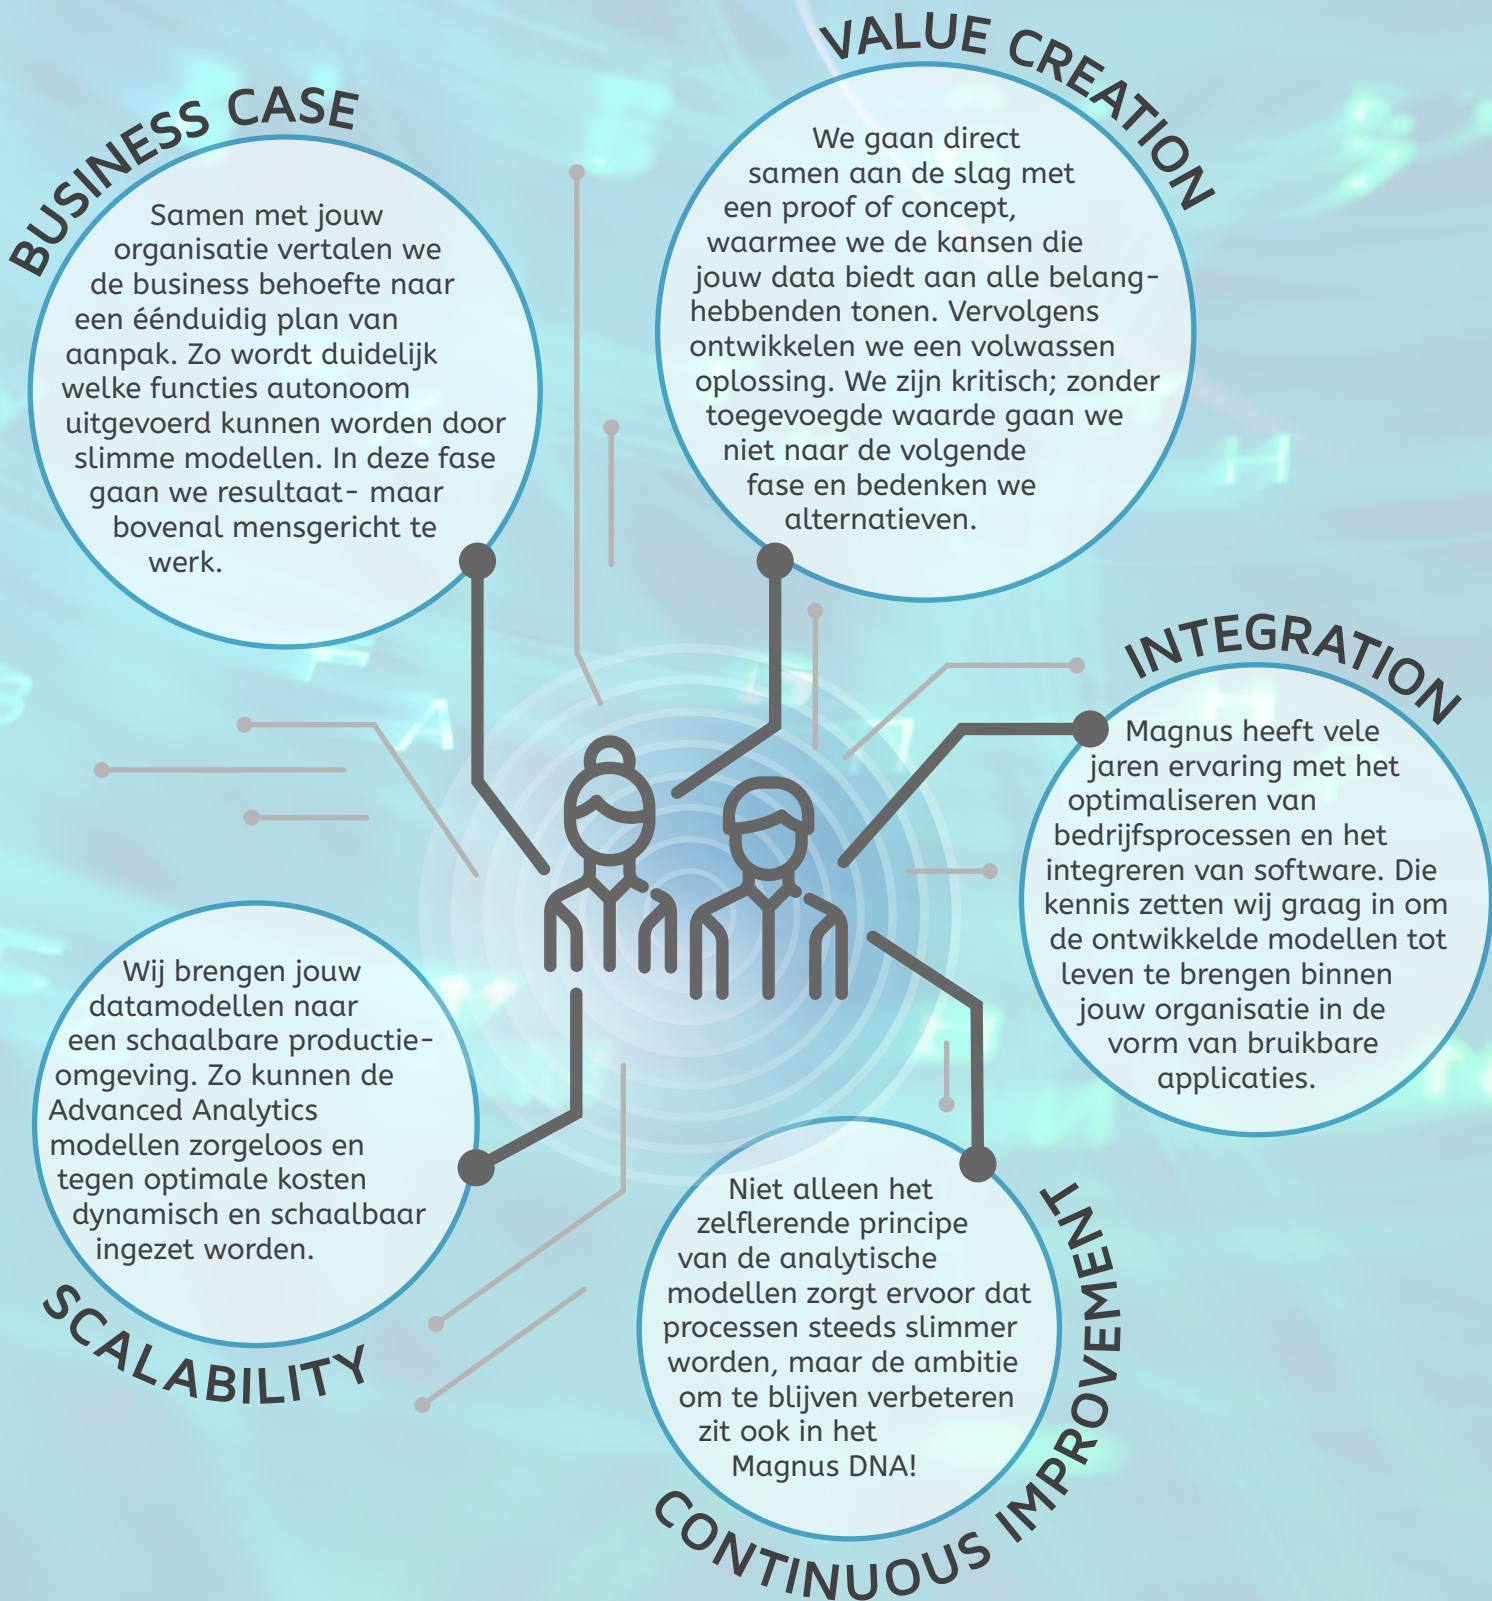 BUSINESS CASE
Samen met jouw
organisatie vertalen we
de business behoefte naar
een éénduidig plan van
aanpak. Zo wordt duidelijk
welke functies autonoom
uitgevoerd kunnen worden door
slimme modellen. In deze fase
gaan we resultaat- maar
bovenal mensgericht te
werk.
VALUE CREATION
We gaan direct
samen aan de slag met
een proof of concept,
waarmee we de kansen die
jouw data biedt aan alle belang-
hebbenden tonen. Vervolgens
ontwikkelen we een volwassen
oplossing. We zijn kritisch; zonder
toegevoegde waarde gaan we
niet naar de volgende
fase en bedenken we
alternatieven.
INTEGRATION
Magnus heeft vele
jaren ervaring met het
optimaliseren van
bedrijfsprocessen en het
integreren van software. Die
kennis zetten wij graag in om
de ontwikkelde modellen tot
leven te brengen binnen
jouw organisatie in de
vorm van bruikbare
applicaties.
Wij brengen jouw
datamodellen naar
een schaalbare productie-
omgeving. Zo kunnen de
Advanced Analytics
modellen zorgeloos en
tegen optimale kosten
dynamisch en schaalbaar
ingezet worden.
SCALABILITY
Niet alleen het
zelflerende principe
van de analytische
modellen zorgt ervoor dat
processen steeds slimmer
worden, maar de ambitie
om te blijven verbeteren
zit ook in het
Magnus DNA!
CONTINUOUS IMPROVEMENT